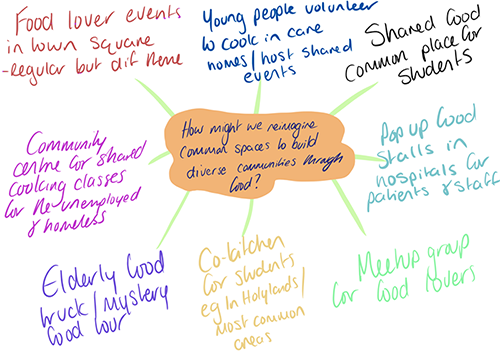 Food lover events
in town square
-regular but dif theme
Young people volunteer
to cook in care
homes/host shared
events
Shared food
common place for
students
How might we reimagine
common spaces to build
diverse communities through
food?
Community
centre for shared
cooking classes
for the unemployed
& homeless
Pop up food
stalls in
hospitals for
patients & staff
Elderly food
truck/mystery
food tour
Co-kitchen
for students
eg in Holylands/
most common
areas
Meetup group
for food lovers